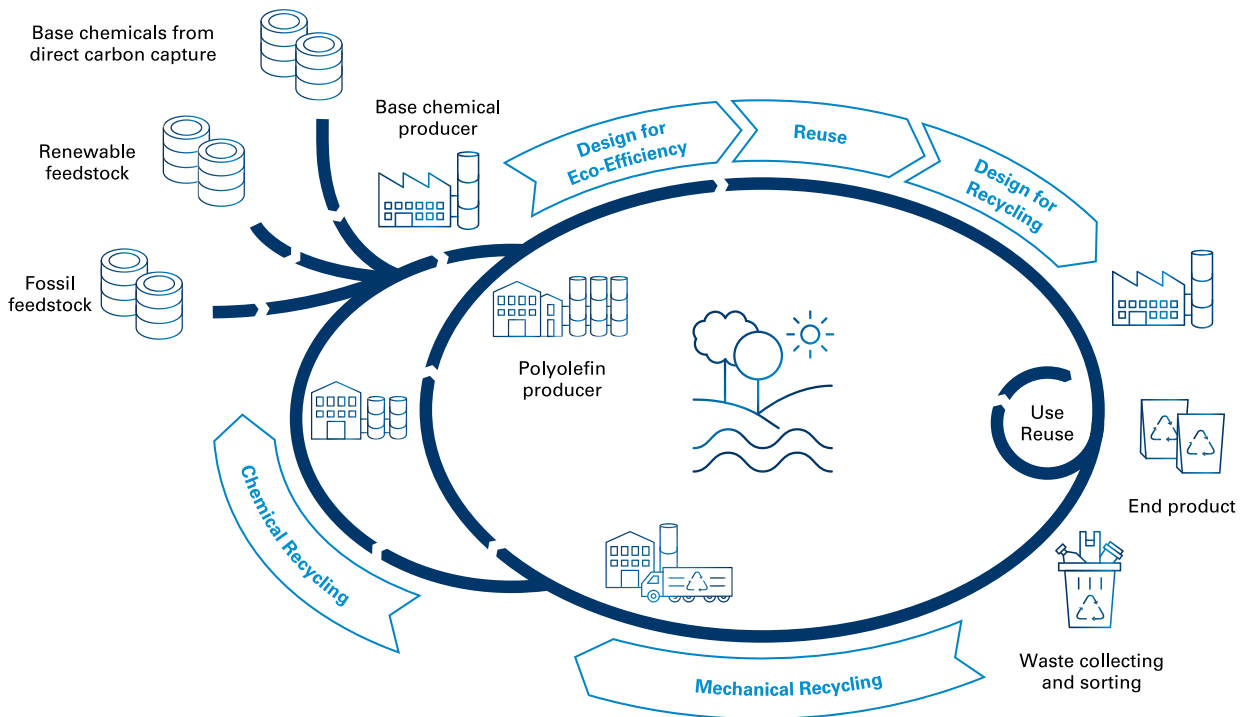 Base chemicals from
direct carbon capture
Renewable
feedstock
Fossil
feedstock
Base chemical
producer
Design for
Eco-Efficiency
Reuse
Design for
Recycling
Polyolefin
producer
Use
Reuse
End product
Waste collecting
and sorting
Mechanical Recycling
Chemical Recycling